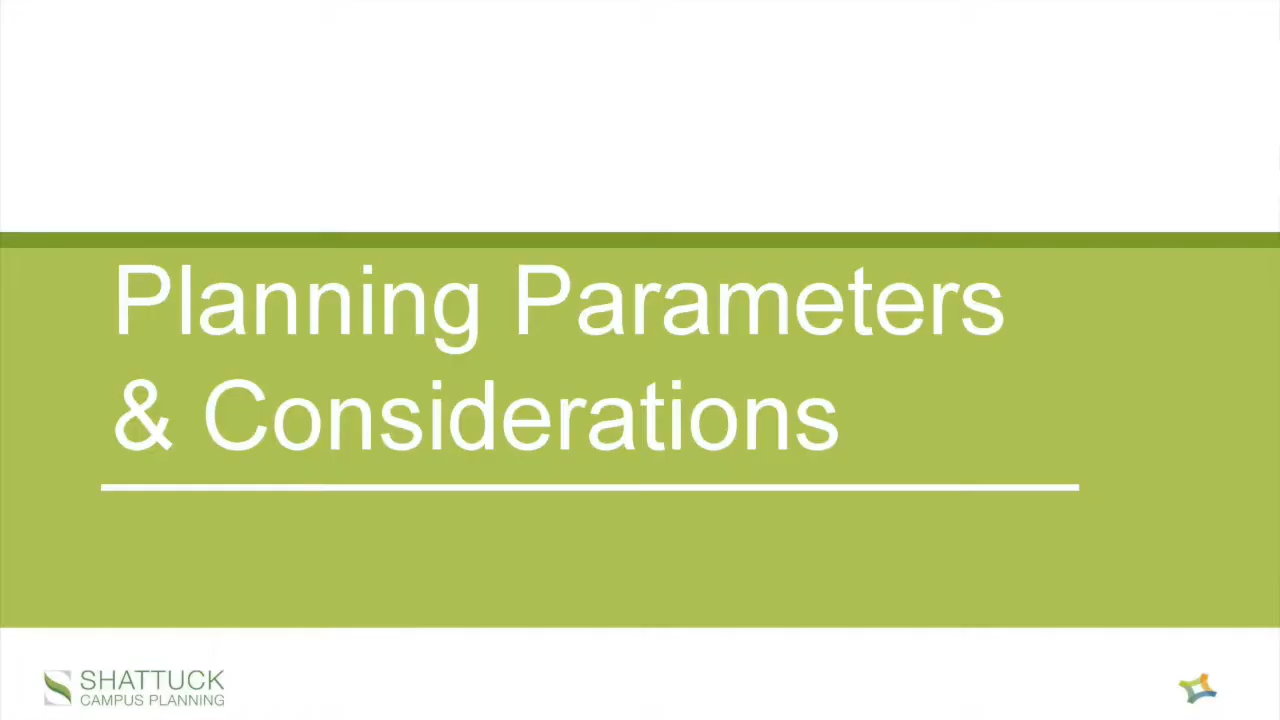 Planning Parameters
& Considerations
SHATTUCK
CAMPUS PLANNING